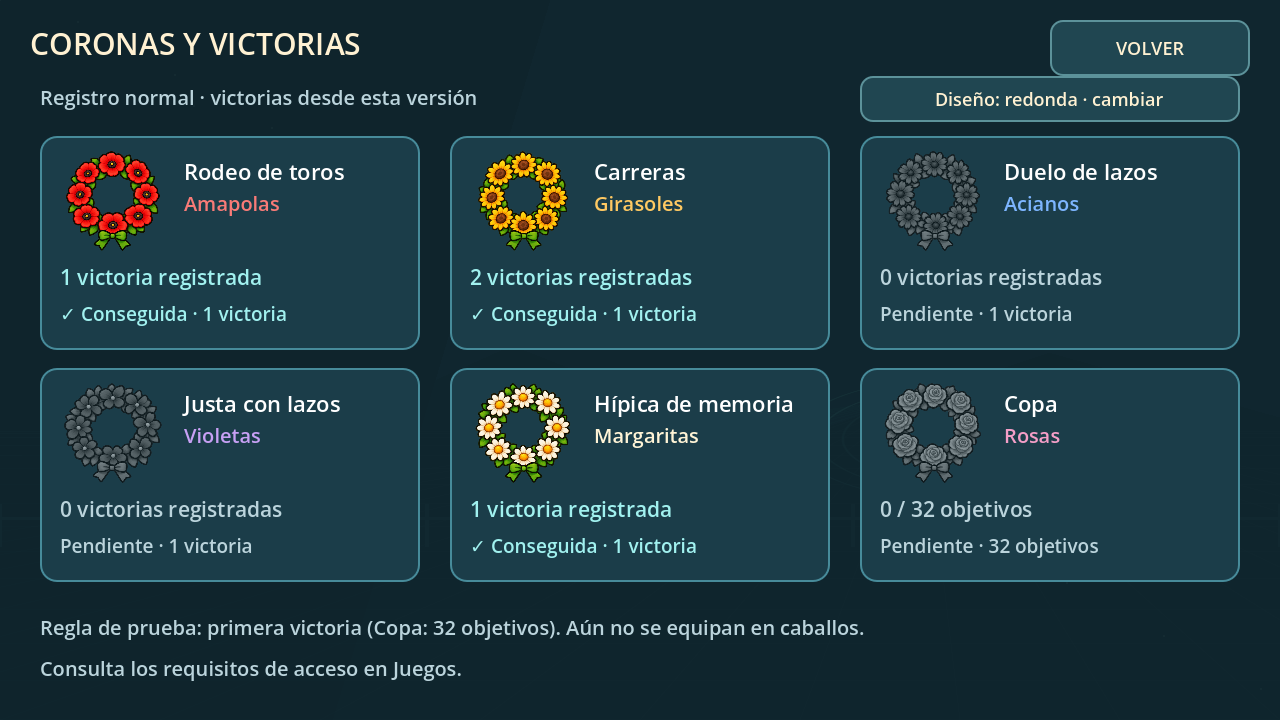 CORONAS Y VICTORIAS
VOLVER
Registro normal · victorias desde esta versión
Diseño: redonda · cambiar
Rodeo de toros
Amapolas
1 victoria registrada
✓ Conseguida · 1 victoria
Carreras
Girasoles
2 victorias registradas
✓ Conseguida · 1 victoria
Duelo de lazos
Acianos
0 victorias registradas
Pendiente · 1 victoria
Justa con lazos
Violetas
0 victorias registradas
Pendiente · 1 victoria
Hípica de memoria
Margaritas
1 victoria registrada
✓ Conseguida · 1 victoria
Copa
Rosas
0 / 32 objetivos
Pendiente · 32 objetivos
Regla de prueba: primera victoria (Copa: 32 objetivos). Aún no se equipan en caballos.
Consulta los requisitos de acceso en Juegos.